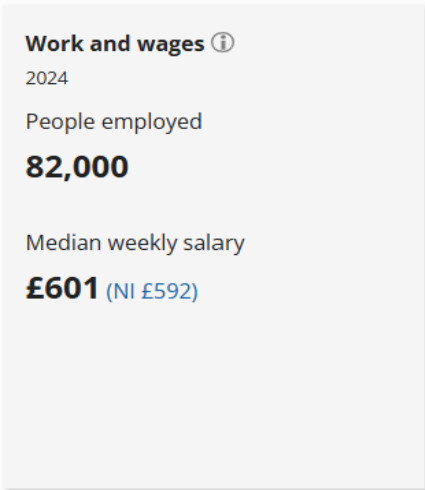 Work and wages
2024
People employed
82,000
Median weekly salary
£601 (NI £592)